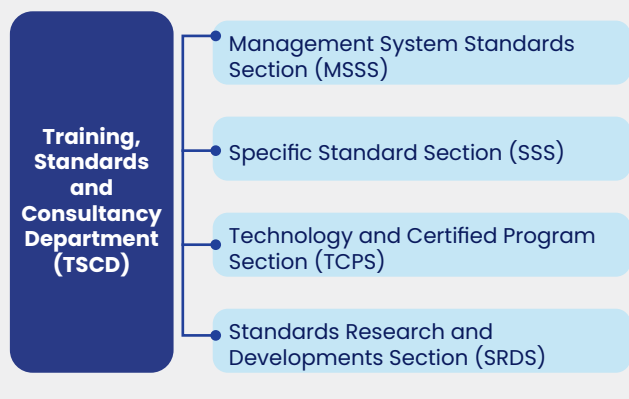 Training,
Standards
and
Consultancy
Department
(TSCD)
Management System Standards
Section (MSSS)
Specific Standard Section (SSS)
Technology and Certified Program
Section (TCPS)
Standards Research and
Developments Section (SRDS)